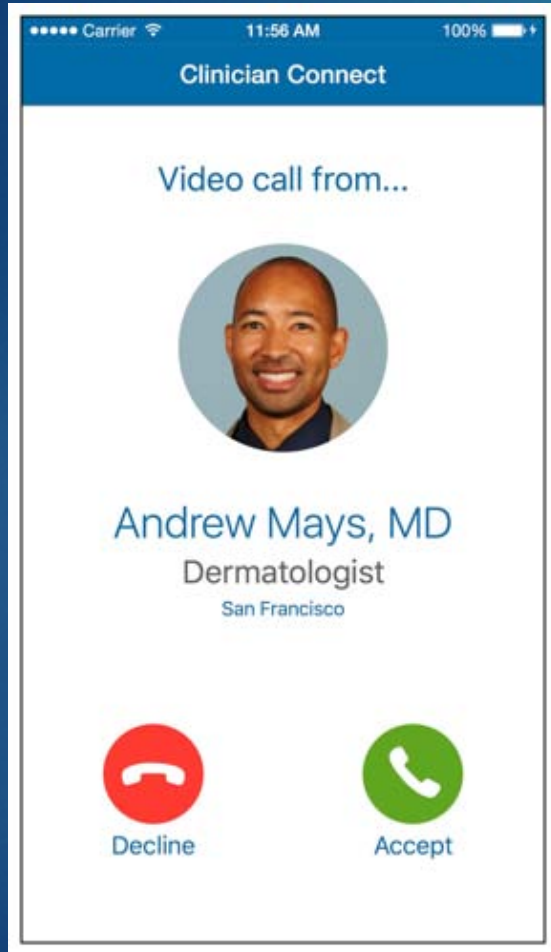 Carrier 11:56 AM 100%
Clinician Connect
Video call from...
Andrew Mays, MD
Dermatologist
San Francisco
Decline Accept